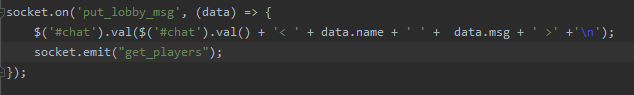 socket.on('put_lobby_msg', (data) => {
$('#chat').val($('#chat').val() + '< ' + data.name + ' ' +  data.msg + ' >' +'\n');
socket.emit("get_players");
});